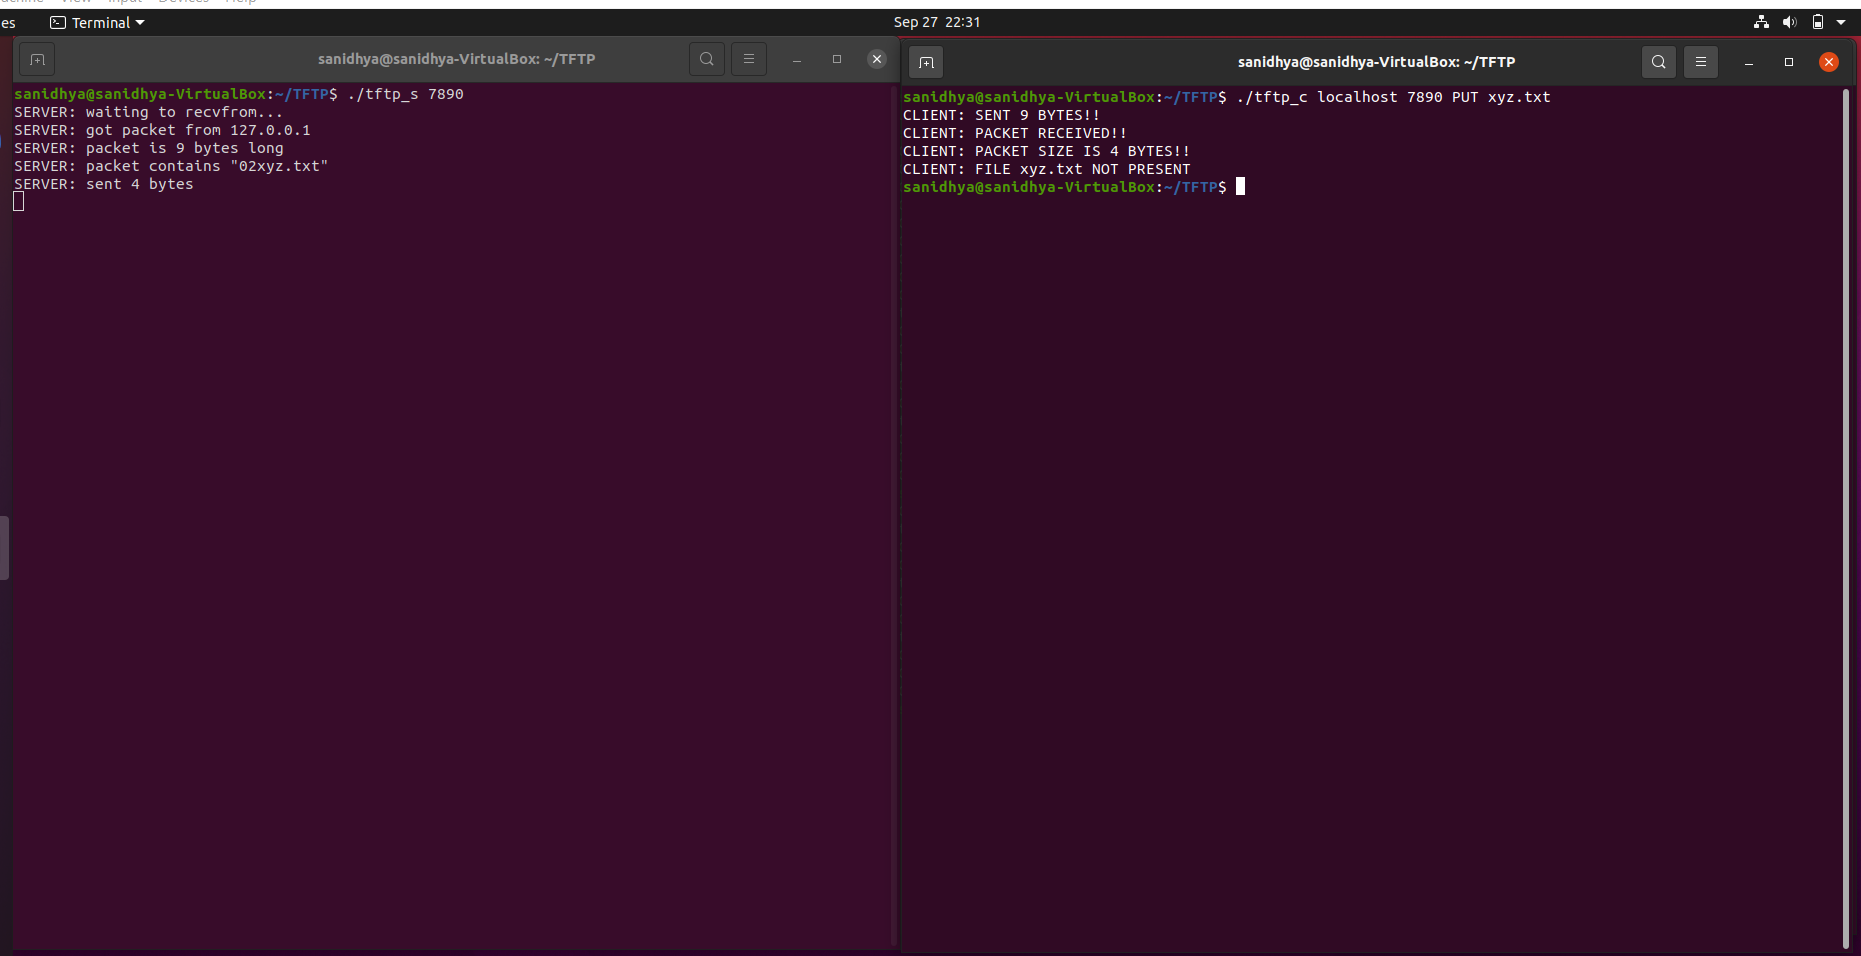 es
Terminal
Sep 27 22:31
sanidhya@sanidhya-VirtualBox: ~/TFTP
sanidhya@sanidhya-VirtualBox:~/TFTP$ ./tftp_s 7890
SERVER: waiting to recvfrom...
SERVER: got packet from 127.0.0.1
SERVER: packet is 9 bytes long
SERVER: packet contains "02xyz.txt"
SERVER: sent 4 bytes
sanidhya@sanidhya-VirtualBox: ~/TFTP
sanidhya@sanidhya-VirtualBox:~/TFTP$ ./tftp_c localhost 7890 PUT xyz.txt
CLIENT: SENT 9 BYTES!!
CLIENT: PACKET RECEIVED!!
CLIENT: PACKET SIZE IS 4 BYTES!!
CLIENT: FILE xyz.txt NOT PRESENT
sanidhya@sanidhya-VirtualBox:~/TFTP$